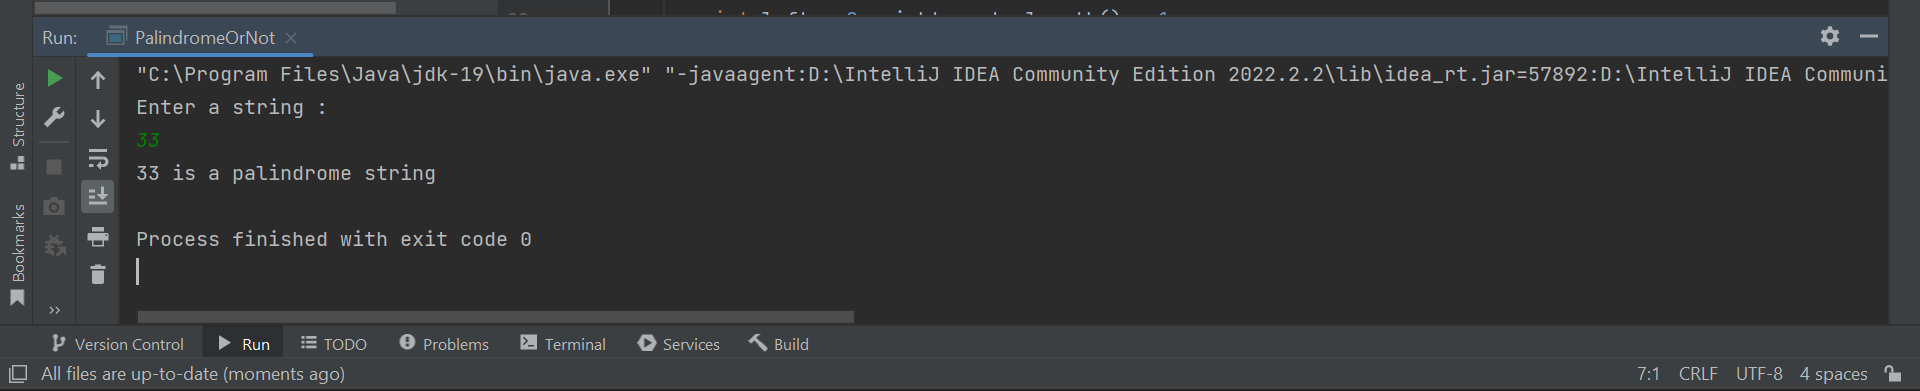 Run: PalindromeOrNot
"C:\Program Files\Java\jdk-19\bin\java.exe" "-javaagent:D:\IntelliJ IDEA Community Edition 2022.2.2\lib\idea_rt.jar=57892:D:\IntelliJ IDEA Communi
Enter a string :
33
33 is a palindrome string
Process finished with exit code 0
Structure
Bookmarks
Version Control Run TODO Problems Terminal Services Build
All files are up-to-date (moments ago) 7:1 CRLF UTF-8 4 spaces